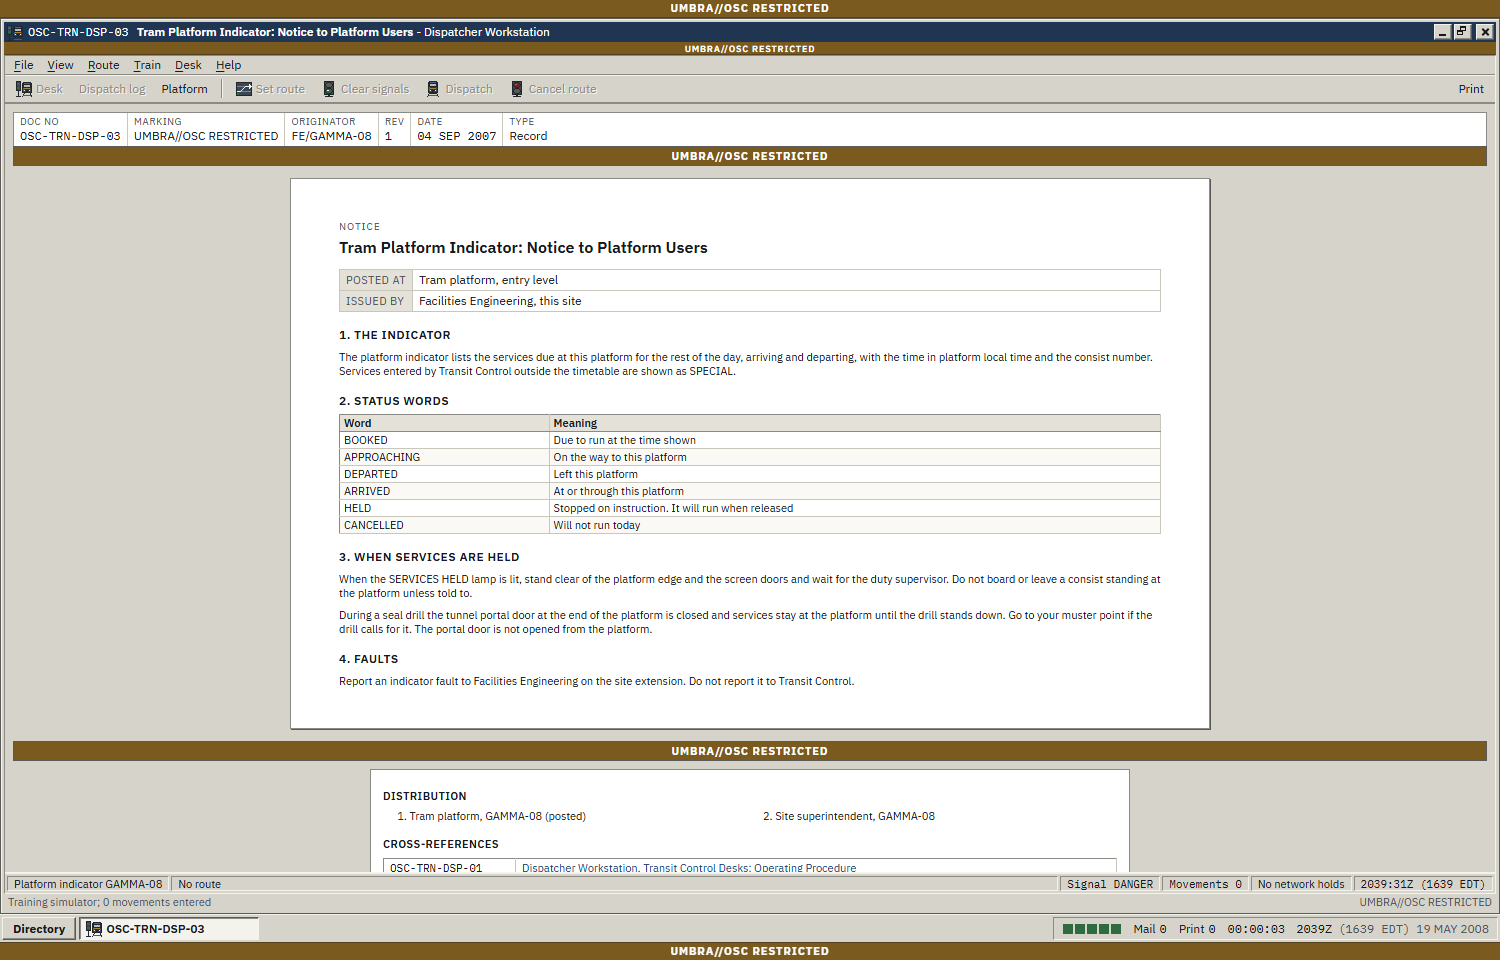 UMBRA//OSC RESTRICTED
OSC-TRN-DSP-03 Tram Platform Indicator: Notice to Platform Users - Dispatcher Workstation
UMBRA//OSC RESTRICTED
File View Route Train Desk Help
Desk Dispatch log Platform Set route Clear signals Dispatch Cancel route Print
DOC NO MARKING ORIGINATOR REV DATE TYPE
OSC-TRN-DSP-03 UMBRA//OSC RESTRICTED FE/GAMMA-08 1 04 SEP 2007 Record
UMBRA//OSC RESTRICTED
NOTICE
Tram Platform Indicator: Notice to Platform Users
POSTED AT Tram platform, entry level
ISSUED BY Facilities Engineering, this site
1. THE INDICATOR
The platform indicator lists the services due at this platform for the rest of the day, arriving and departing, with the time in platform local time and the consist number.
Services entered by Transit Control outside the timetable are shown as SPECIAL.
2. STATUS WORDS
Word Meaning
BOOKED Due to run at the time shown
APPROACHING On the way to this platform
DEPARTED Left this platform
ARRIVED At or through this platform
HELD Stopped on instruction. It will run when released
CANCELLED Will not run today
3. WHEN SERVICES ARE HELD
When the SERVICES HELD lamp is lit, stand clear of the platform edge and the screen doors and wait for the duty supervisor. Do not board or leave a consist standing at
the platform unless told to.
During a seal drill the tunnel portal door at the end of the platform is closed and services stay at the platform until the drill stands down. Go to your muster point if the
drill calls for it. The portal door is not opened from the platform.
4. FAULTS
Report an indicator fault to Facilities Engineering on the site extension. Do not report it to Transit Control.
UMBRA//OSC RESTRICTED
DISTRIBUTION
1. Tram platform, GAMMA-08 (posted) 2. Site superintendent, GAMMA-08
CROSS-REFERENCES
OSC-TRN-DSP-01 Dispatcher Workstation, Transit Control Desks: Operating Procedure
Platform indicator GAMMA-08 No route Signal DANGER Movements 0 No network holds 2039:31Z (1639 EDT)
Training simulator; 0 movements entered UMBRA//OSC RESTRICTED
Directory OSC-TRN-DSP-03 Mail 0 Print 0 00:00:03 2039Z (1639 EDT) 19 MAY 2008
UMBRA//OSC RESTRICTED